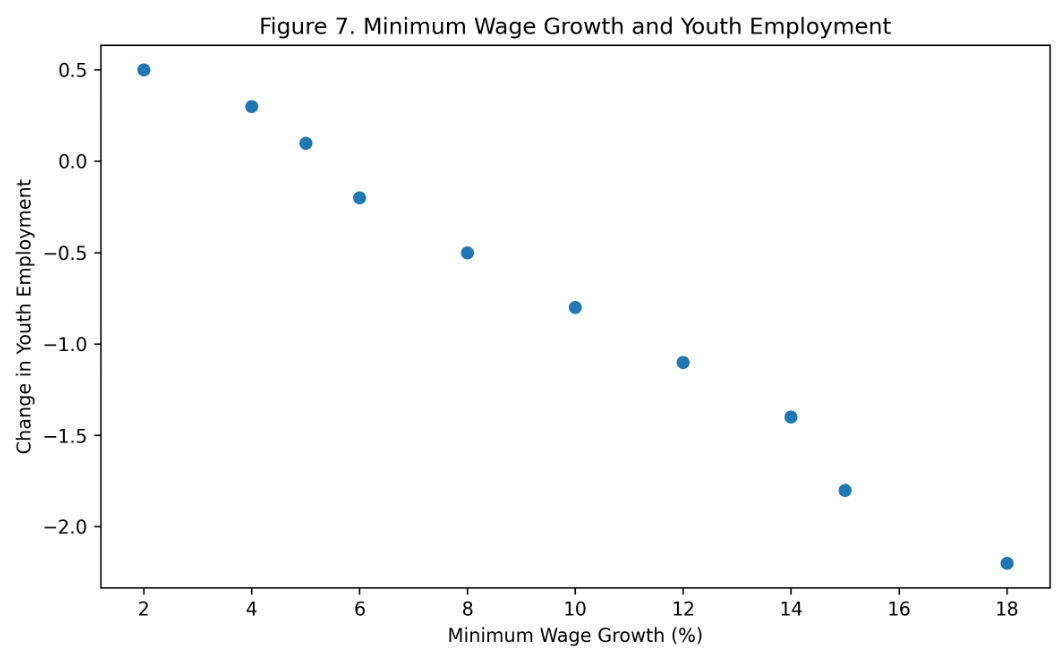 Figure 7. Minimum Wage Growth and Youth Employment
Change in Youth Employment
0.5
0.0
−0.5
−1.0
−1.5
−2.0
2 4 6 8 10 12 14 16 18
Minimum Wage Growth (%)